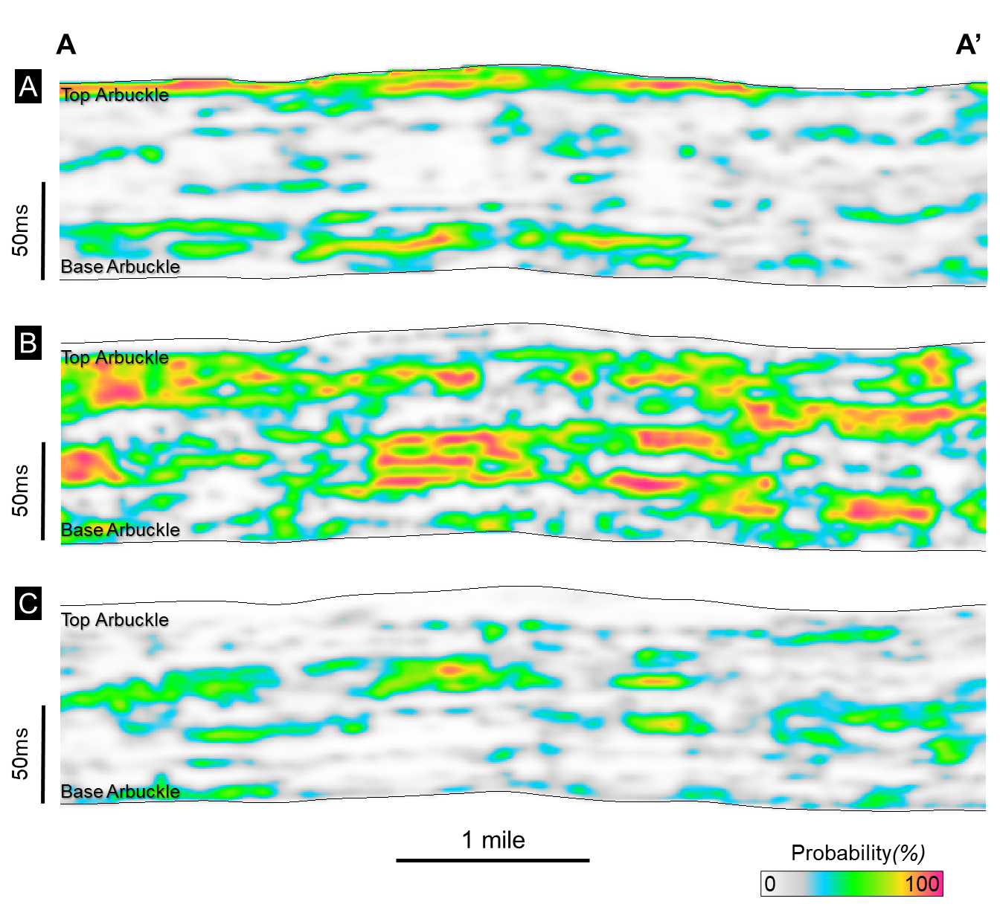 A A’
A
Top Arbuckle
50ms
Base Arbuckle
B
Top Arbuckle
50ms
Base Arbuckle
C
Top Arbuckle
50ms
Base Arbuckle
1 mile
Probability(%)
0 100